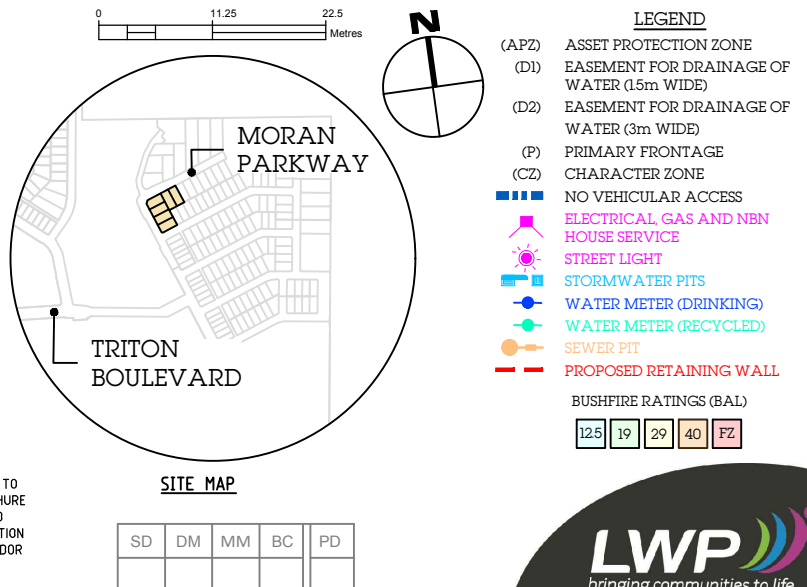 0 11.25 22.5
Metres
N
MORAN
PARKWAY
TRITON
BOULEVARD
SITE MAP
TO
HURE
TION
DOR
SD DM MM BC PD
LEGEND
(APZ) ASSET PROTECTION ZONE
(D1) EASEMENT FOR DRAINAGE OF
WATER (1.5m WIDE)
(D2) EASEMENT FOR DRAINAGE OF
WATER (3m WIDE)
(P) PRIMARY FRONTAGE
(CZ) CHARACTER ZONE
NO VEHICULAR ACCESS
ELECTRICAL, GAS AND NBN
HOUSE SERVICE
STREET LIGHT
STORMWATER PITS
WATER METER (DRINKING)
WATER METER (RECYCLED)
SEWER PIT
PROPOSED RETAINING WALL
BUSHFIRE RATINGS (BAL)
12.5 19 29 40 FZ
LWP
bringing communities to life